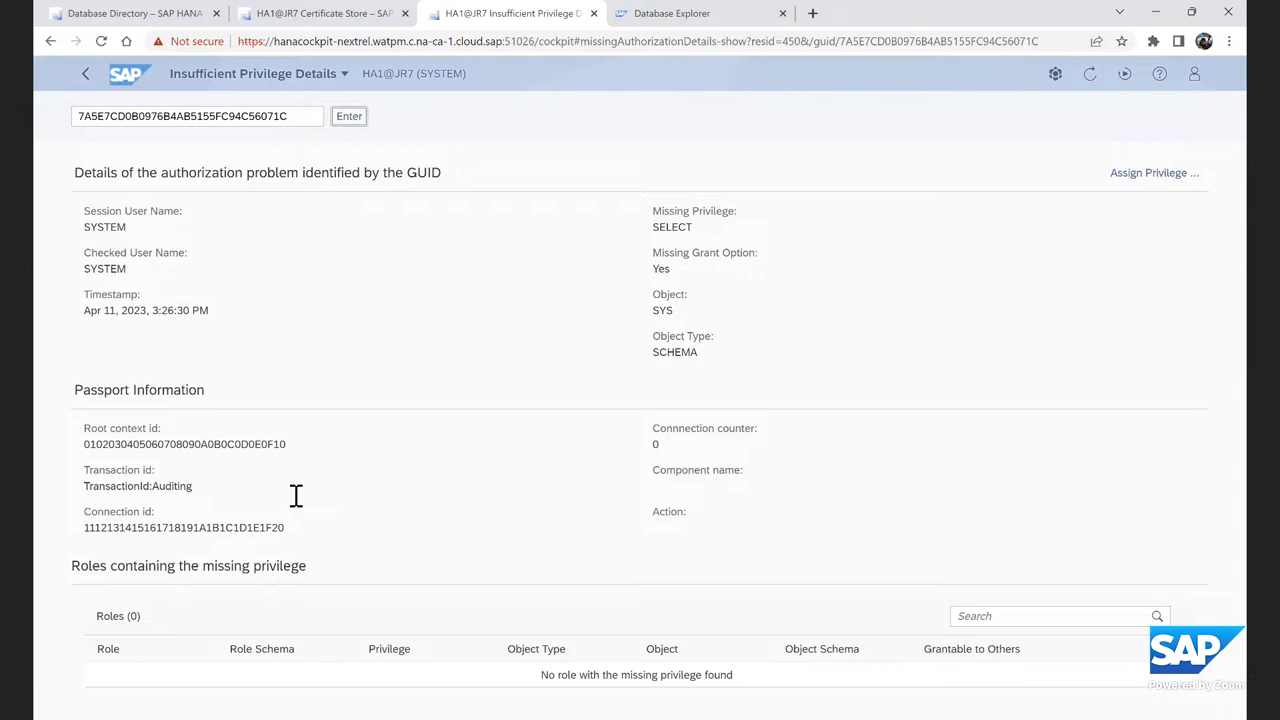 Database Directory – SAP HANA
HA1@JR7 Certificate Store – SAP
HA1@JR7 Insufficient Privilege D
Database Explorer
Not secure
https://hanacockpit-nextrel.watpm.c.na-ca-1.cloud.sap:51026/cockpit#missingAuthorizationDetails-show?resid=450&/guid/7A5E7CD0B0976B4AB5155FC94C56071C
SAP
Insufficient Privilege Details
HA1@JR7 (SYSTEM)
7A5E7CD0B0976B4AB5155FC94C56071C
Enter
Details of the authorization problem identified by the GUID
Assign Privilege ...
Session User Name:
SYSTEM
Checked User Name:
SYSTEM
Timestamp:
Apr 11, 2023, 3:26:30 PM
Missing Privilege:
SELECT
Missing Grant Option:
Yes
Object:
SYS
Object Type:
SCHEMA
Passport Information
Root context id:
0102030405060708090A0B0C0D0E0F10
Transaction id:
TransactionId:Auditing
Connection id:
1112131415161718191A1B1C1D1E1F20
Connnection counter:
0
Component name:
Action:
Roles containing the missing privilege
Roles (0)
Search
Role Role Schema Privilege Object Type Object Object Schema Grantable to Others
No role with the missing privilege found
SAP
Powered by Zoom